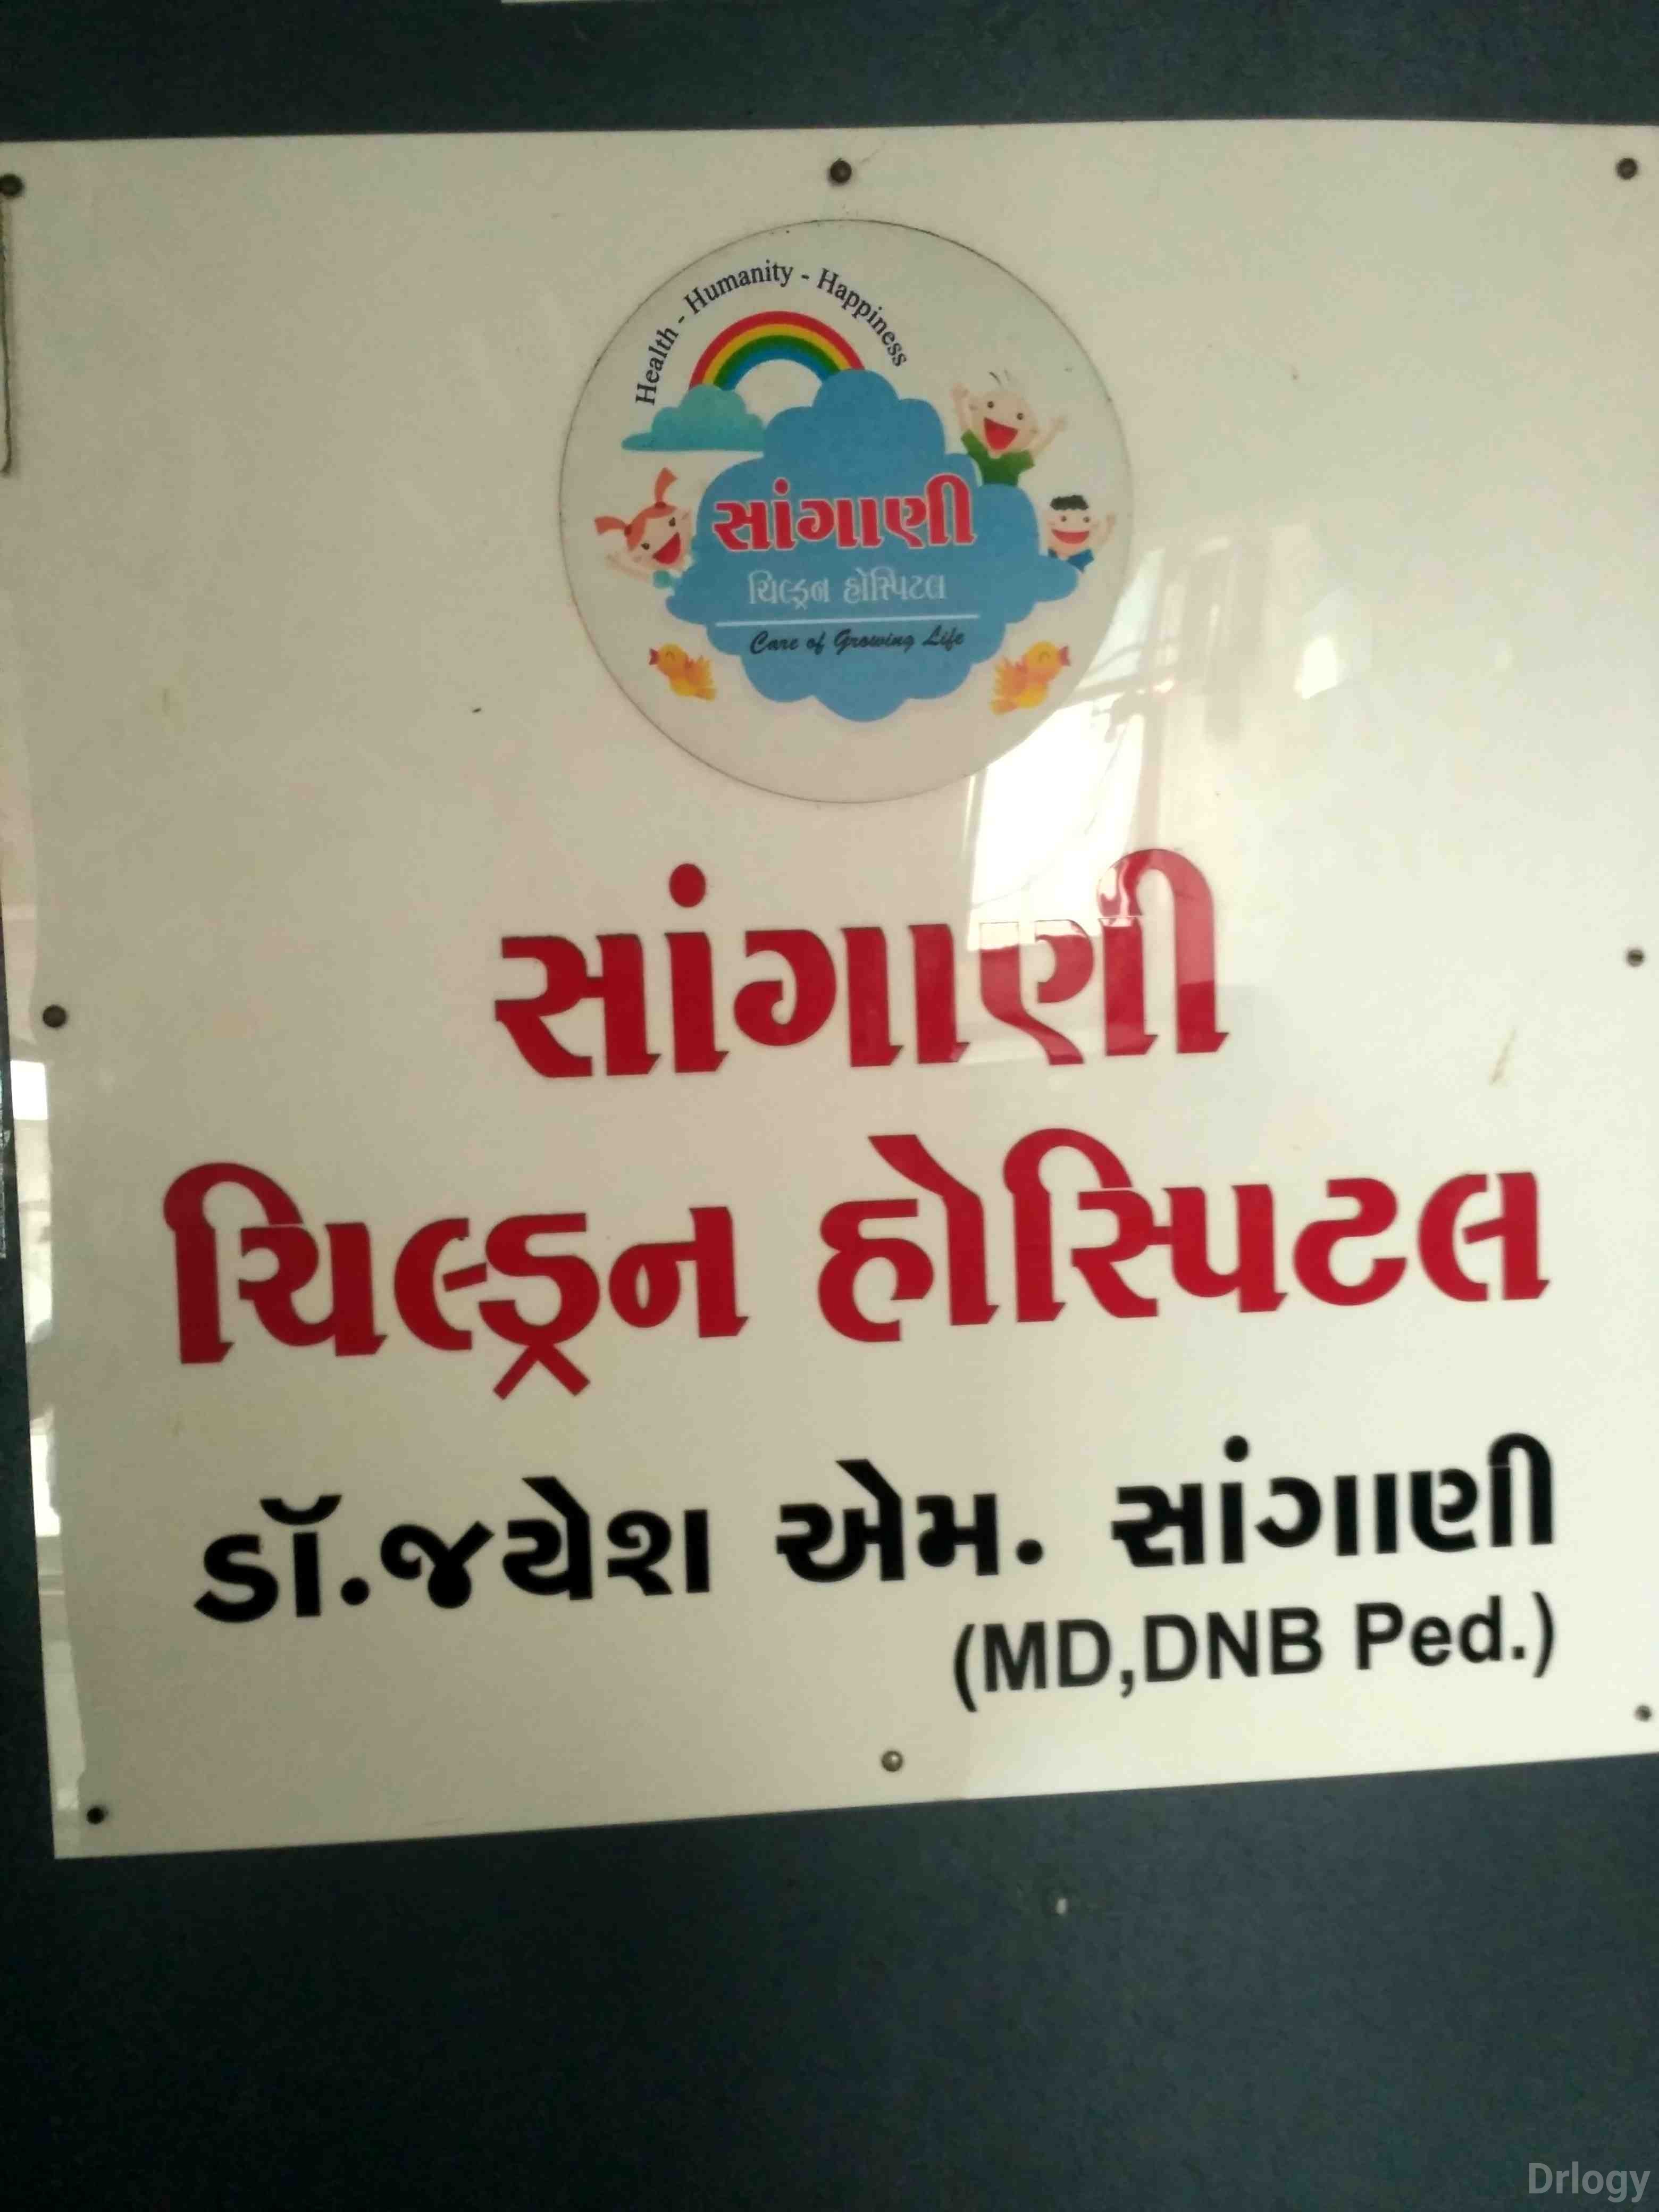 Health - Humanity - Happiness
સાંગાણી
ચિલ્ડ્રન હોસ્પિટલ
Care of Growing Life
સાંગાણી
ચિલ્ડ્રન હોસ્પિટલ
ડૉ.જયેશ એમ. સાંગાણી
(MD,DNB Ped.)
Drlogy